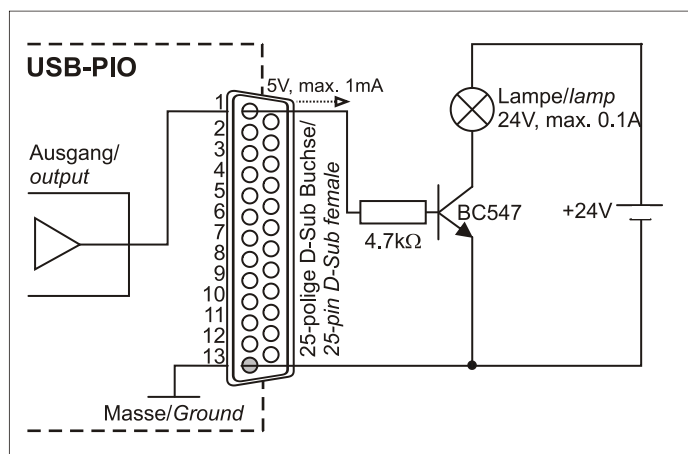 USB-PIO
5V, max. 1mA
Lampe/lamp
24V, max. 0.1A
Ausgang/
output
1
2
3
4
5
6
7
8
9
10
11
12
13
25-polige D-Sub Buchse/
25-pin D-Sub female
4.7kΩ
BC547
+24V
Masse/Ground